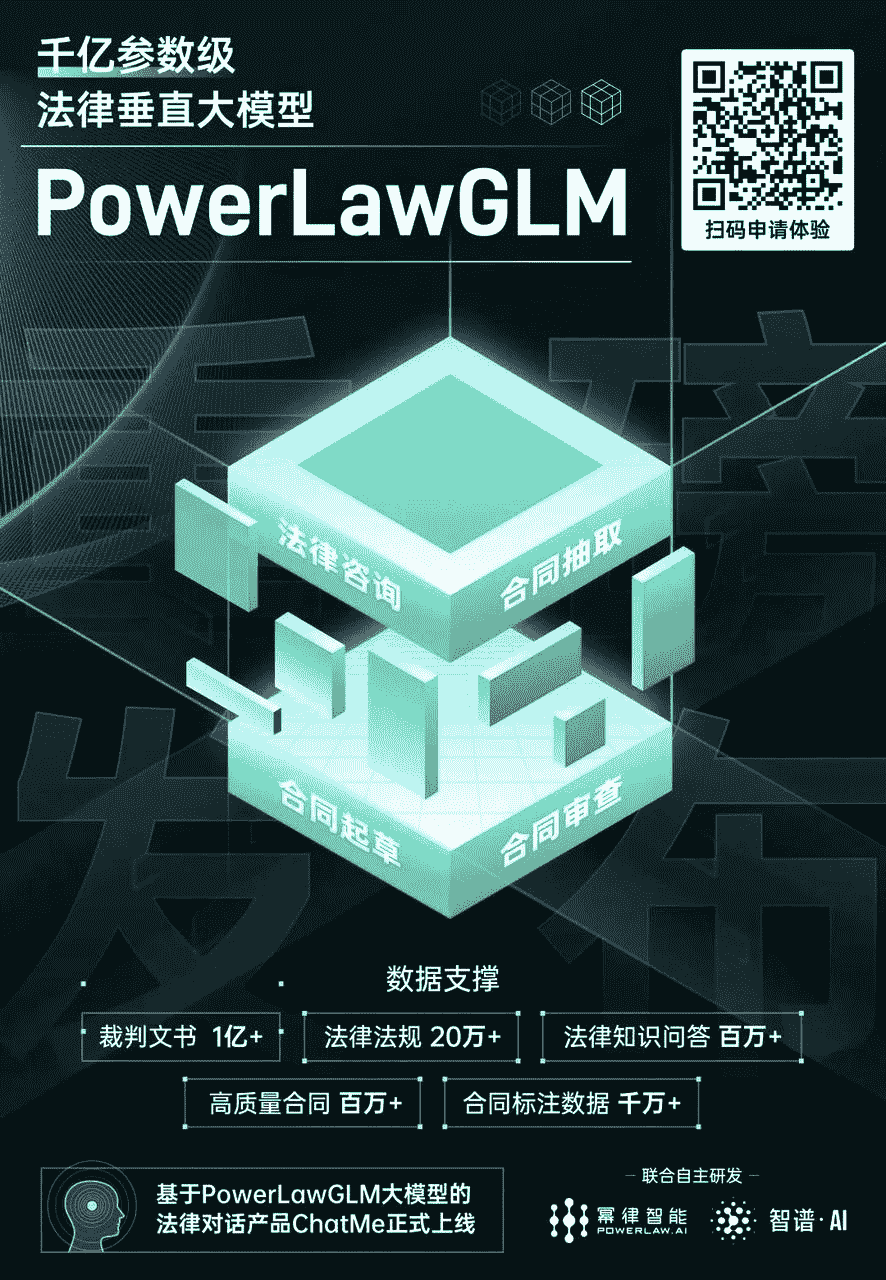 千亿参数级
法律垂直大模型
PowerLawGLM
扫码申请体验
重磅
发布
法律咨询
合同抽取
合同起草
合同审查
数据支撑
裁判文书 1亿+
法律法规 20万+
法律知识问答 百万+
高质量合同 百万+
合同标注数据 千万+
基于PowerLawGLM大模型的
法律对话产品ChatMe正式上线
联合自主研发
幂律智能
POWERLAW.AI
智谱·AI